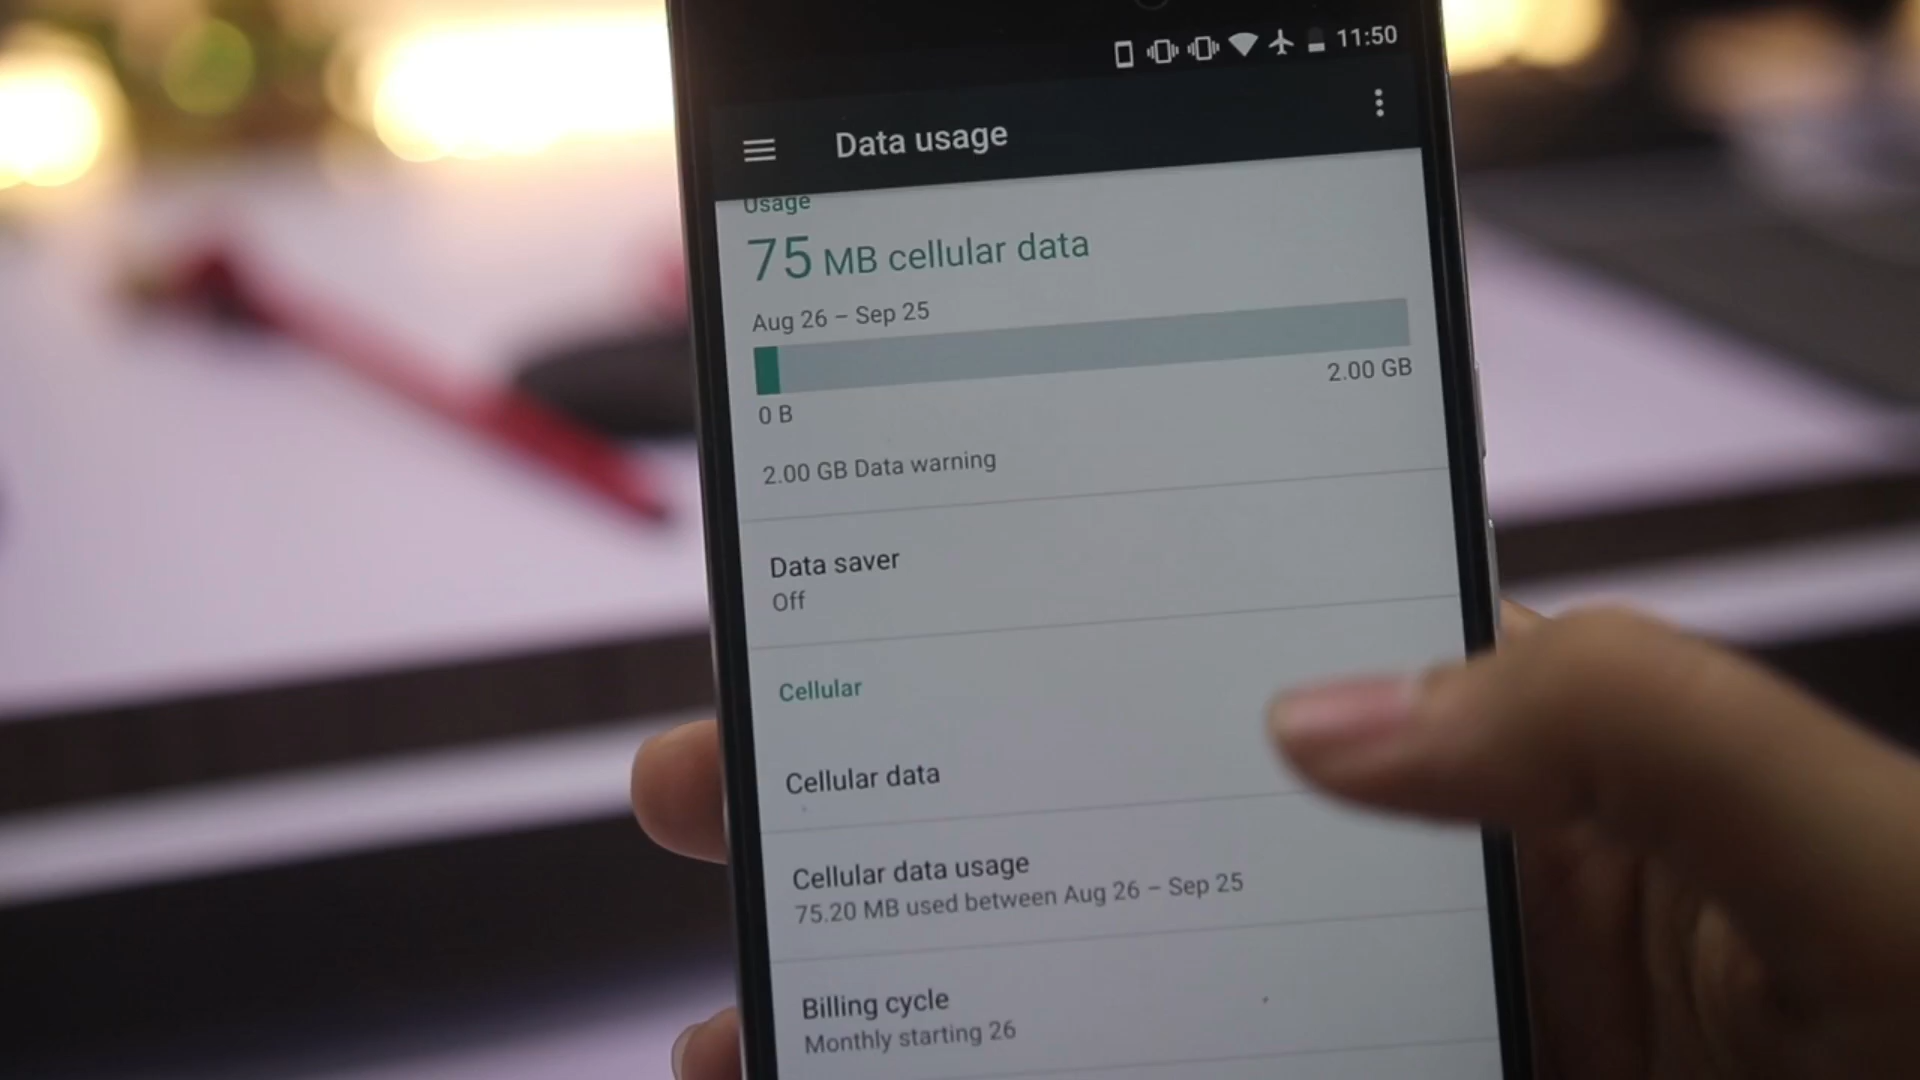 11:50
Data usage
Usage
75 MB cellular data
Aug 26 – Sep 25
0 B
2.00 GB
2.00 GB Data warning
Data saver
Off
Cellular
Cellular data
Cellular data usage
75.20 MB used between Aug 26 – Sep 25
Billing cycle
Monthly starting 26